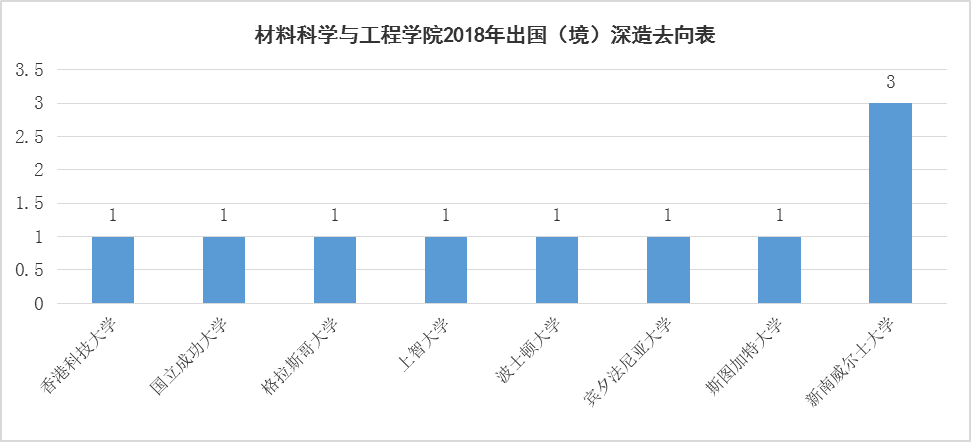 材料科学与工程学院2018年出国（境）深造去向表
3.5
3
2.5
2
1.5
1
0.5
0
1
1
1
1
1
1
1
3
香港科技大学
国立成功大学
格拉斯哥大学
上智大学
波士顿大学
宾夕法尼亚大学
斯图加特大学
新南威尔士大学